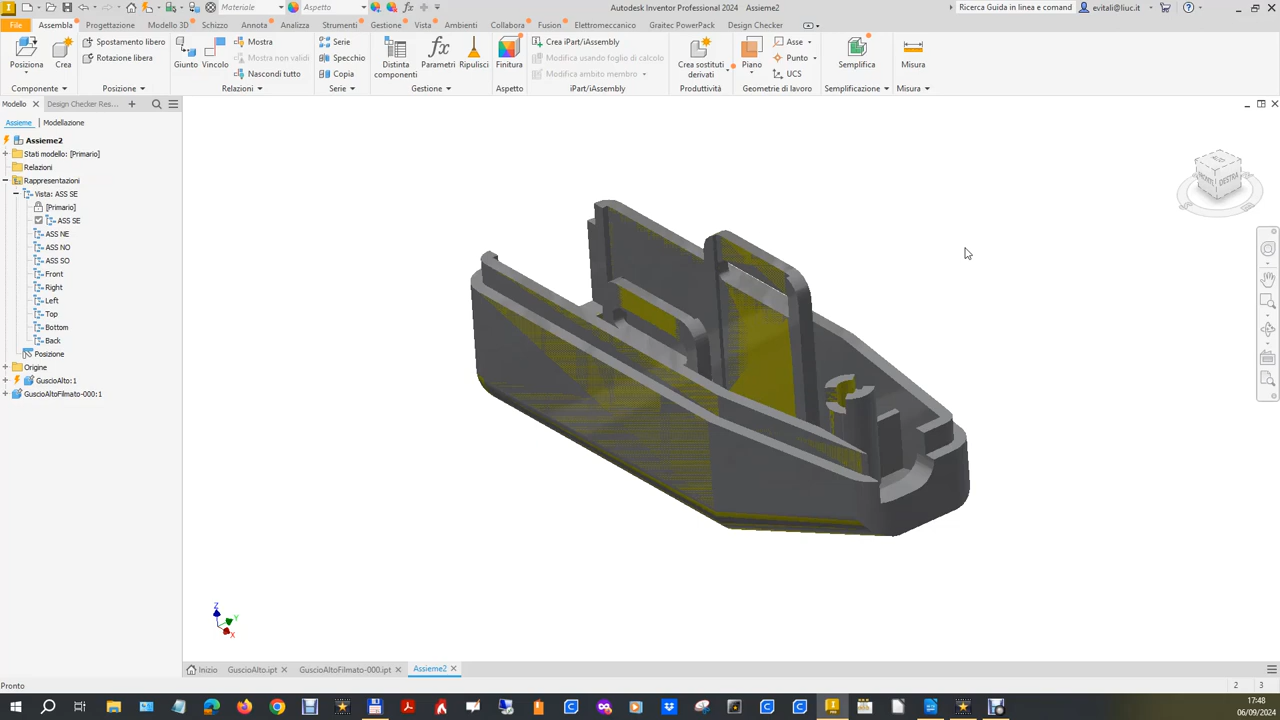 Materiale
Aspetto
Autodesk Inventor Professional 2024 Assieme2
Ricerca Guida in linea e comand
evitali@liuc.it
File
Assembla
Progettazione
Modello 3D
Schizzo
Annota
Analizza
Strumenti
Gestione
Vista
Ambienti
Collabora
Fusion
Elettromeccanico
Graitec PowerPack
Design Checker
Posiziona
Crea
Spostamento libero
Rotazione libera
Giunto
Vincolo
Mostra
Mostra non validi
Nascondi tutto
Serie
Specchio
Copia
Distinta
componenti
Parametri
Ripulisci
Finitura
Crea iPart/iAssembly
Modifica usando foglio di calcolo
Modifica ambito membro
Crea sostituti
derivati
Piano
Asse
Punto
UCS
Semplifica
Misura
Componente
Posizione
Relazioni
Serie
Gestione
Aspetto
iPart/iAssembly
Produttività
Geometrie di lavoro
Semplificazione
Misura
Modello
Design Checker Res...
Assieme
Modellazione
Assieme2
Stati modello: [Primario]
Relazioni
Rappresentazioni
Vista: ASS SE
[Primario]
ASS SE
ASS NE
ASS NO
ASS SO
Front
Right
Left
Top
Bottom
Back
Posizione
Origine
GuscioAlto:1
GuscioAltoFilmato-000:1
DESTRA
Z
Y
X
Inizio
GuscioAlto.ipt
GuscioAltoFilmato-000.ipt
Assieme2
Pronto
2
3
17:48
06/09/2024